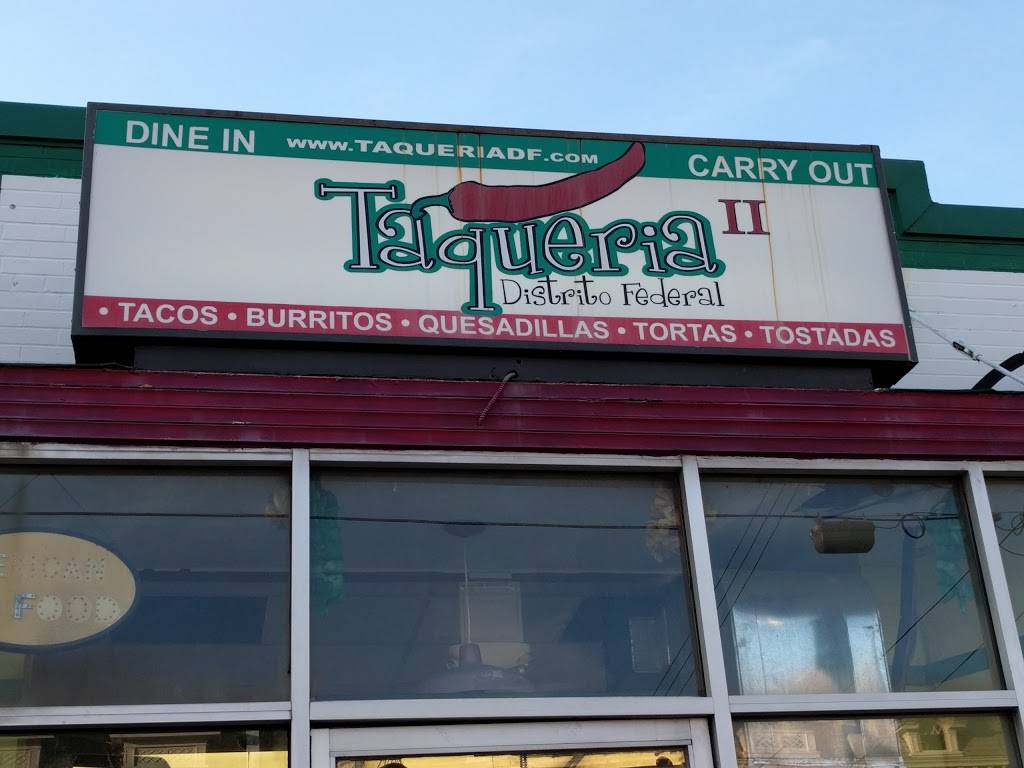 DINE IN
www.TAQUERIADF.COM
CARRY OUT
Taqueria II
Distrito Federal
• TACOS • BURRITOS • QUESADILLAS • TORTAS • TOSTADAS
FOOD